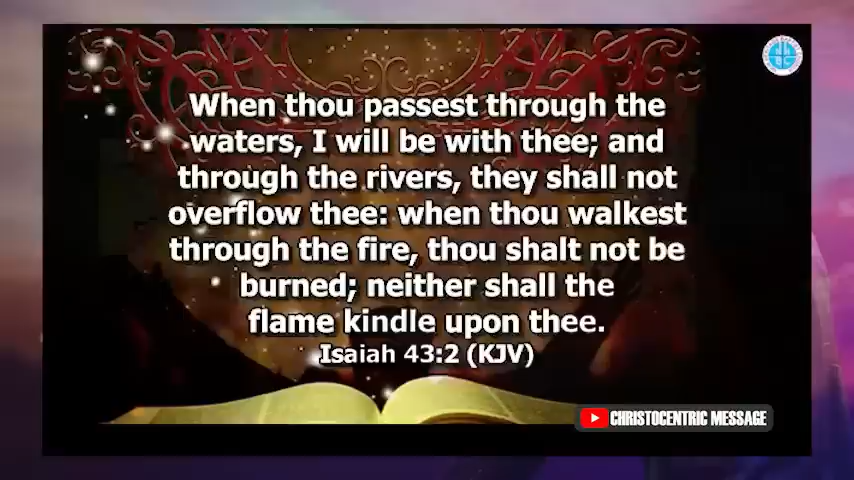 When thou passest through the
waters, I will be with thee; and
through the rivers, they shall not
overflow thee: when thou walkest
through the fire, thou shalt not be
burned; neither shall the
flame kindle upon thee.
Isaiah 43:2 (KJV)
CHRISTOCENTRIC MESSAGE